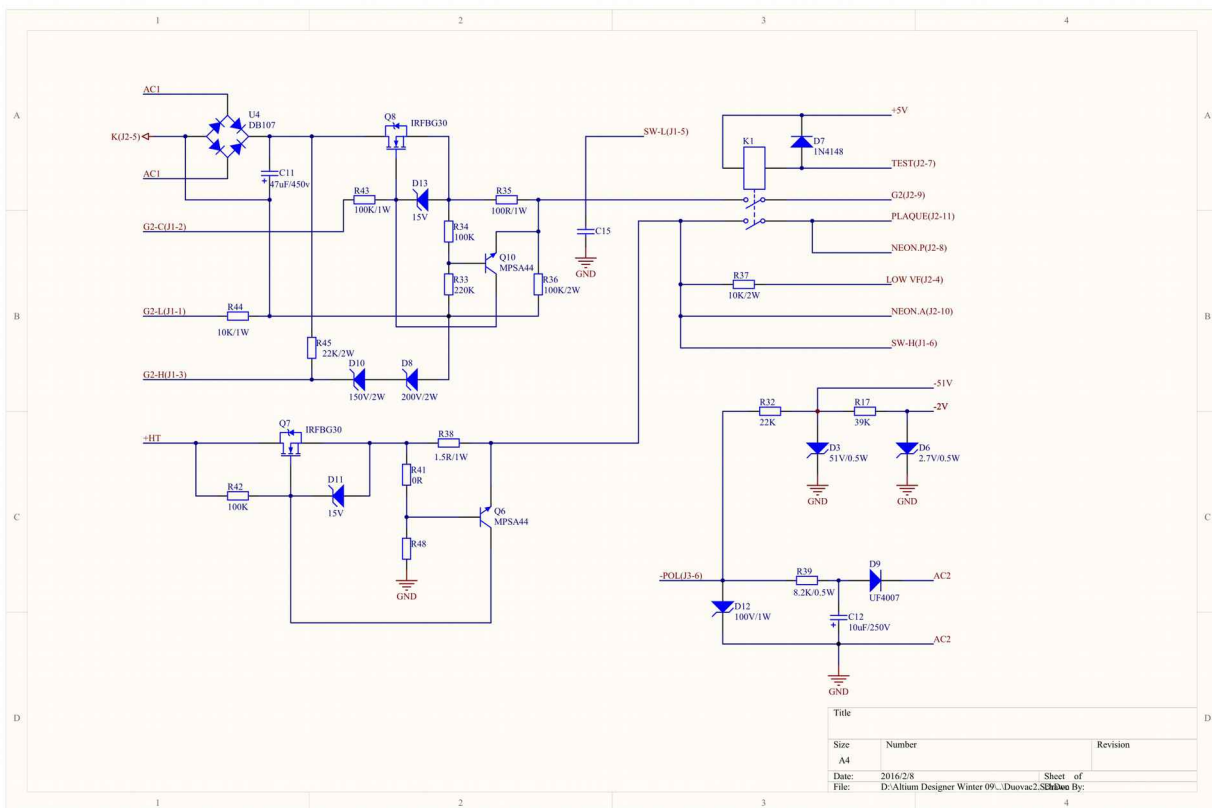 1 2 3 4
A A
B B
C C
D D
1 2 3 4
AC1
U4
DB107
K(J2-5)
AC1
C11
+
47uF/450v
Q8
IRFBG30
R43
100K/1W
D13
15V
R35
100R/1W
G2-C(J1-2)
R34
100K
Q10
MPSA44
R33
220K
R36
100K/2W
G2-L(J1-1)
R44
10K/1W
R45
22K/2W
G2-H(J1-3)
D10
150V/2W
D8
200V/2W
SW-L(J1-5)
C15
GND
+5V
K1
D7
1N4148
TEST(J2-7)
G2(J2-9)
PLAQUE(J2-11)
NEON.P(J2-8)
R37
10K/2W
LOW VF(J2-4)
NEON.A(J2-10)
SW-H(J1-6)
+HT
Q7
IRFBG30
R38
1.5R/1W
R42
100K
D11
15V
R41
0R
Q6
MPSA44
R48
GND
-51V
R32
22K
R17
39K
-2V
D3
51V/0.5W
D6
2.7V/0.5W
GND
GND
-POL(J3-6)
R39
8.2K/0.5W
D9
UF4007
AC2
D12
100V/1W
C12
+
10uF/250V
AC2
GND
Title
Size Number Revision
A4
Date: 2016/2/8 Sheet of
File: D:\Altium Designer Winter 09\..\Duovac2.SchDoc By: